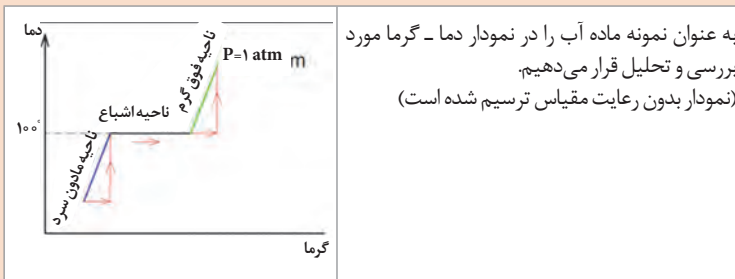 به عنوان نمونه ماده آب را در نمودار دما ـ گرما مورد
بررسی و تحلیل قرار می‌دهیم.
(نمودار بدون رعایت مقیاس ترسیم شده است)
دما
P=۱ atm m
ناحیه فوق گرم
ناحیه اشباع
۱۰۰°
ناحیه مادون سرد
گرما